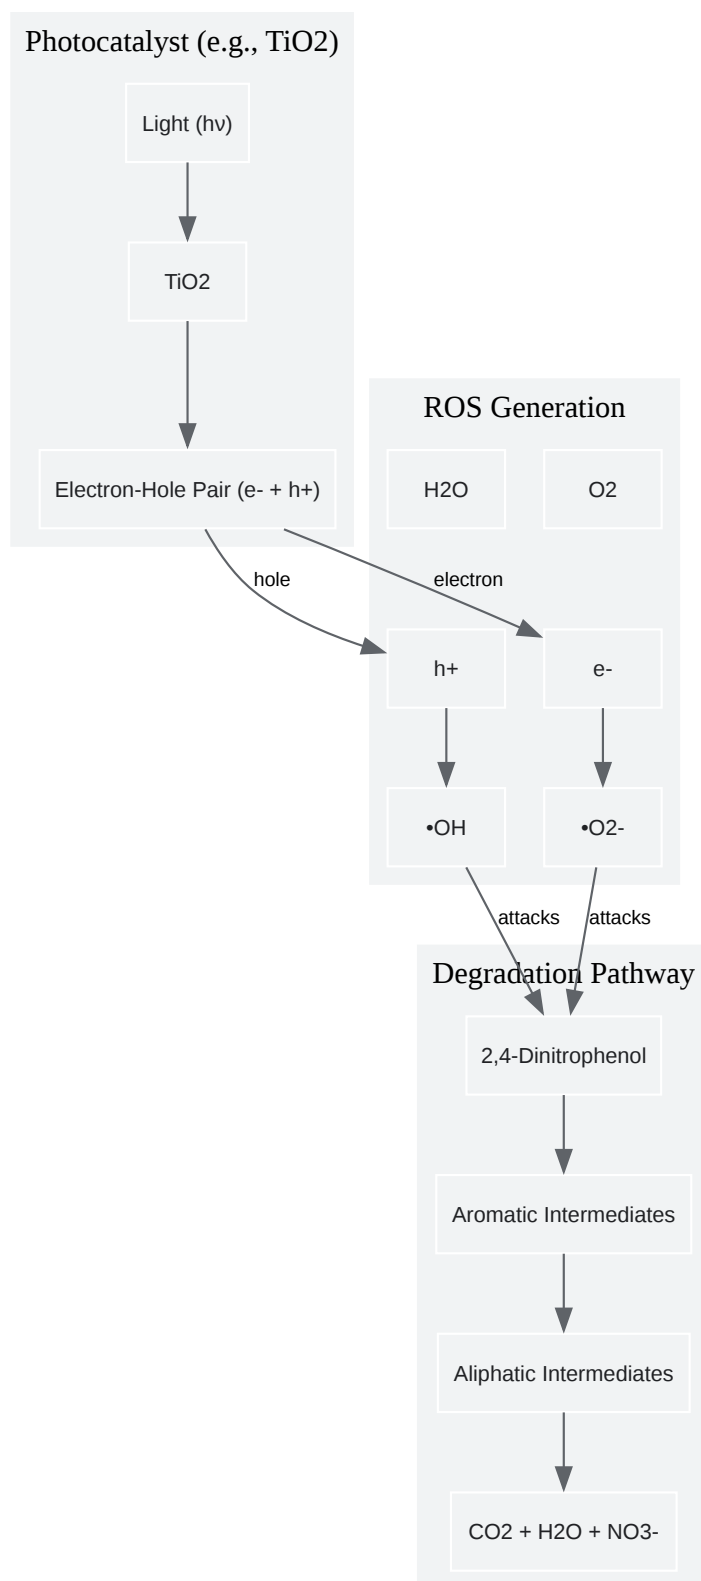 Photocatalyst (e.g., TiO2)
Light (hν)
TiO2
Electron-Hole Pair (e- + h+)
ROS Generation
H2O
O2
hole
electron
h+
e-
•OH
•O2-
attacks
attacks
Degradation Pathway
2,4-Dinitrophenol
Aromatic Intermediates
Aliphatic Intermediates
CO2 + H2O + NO3-